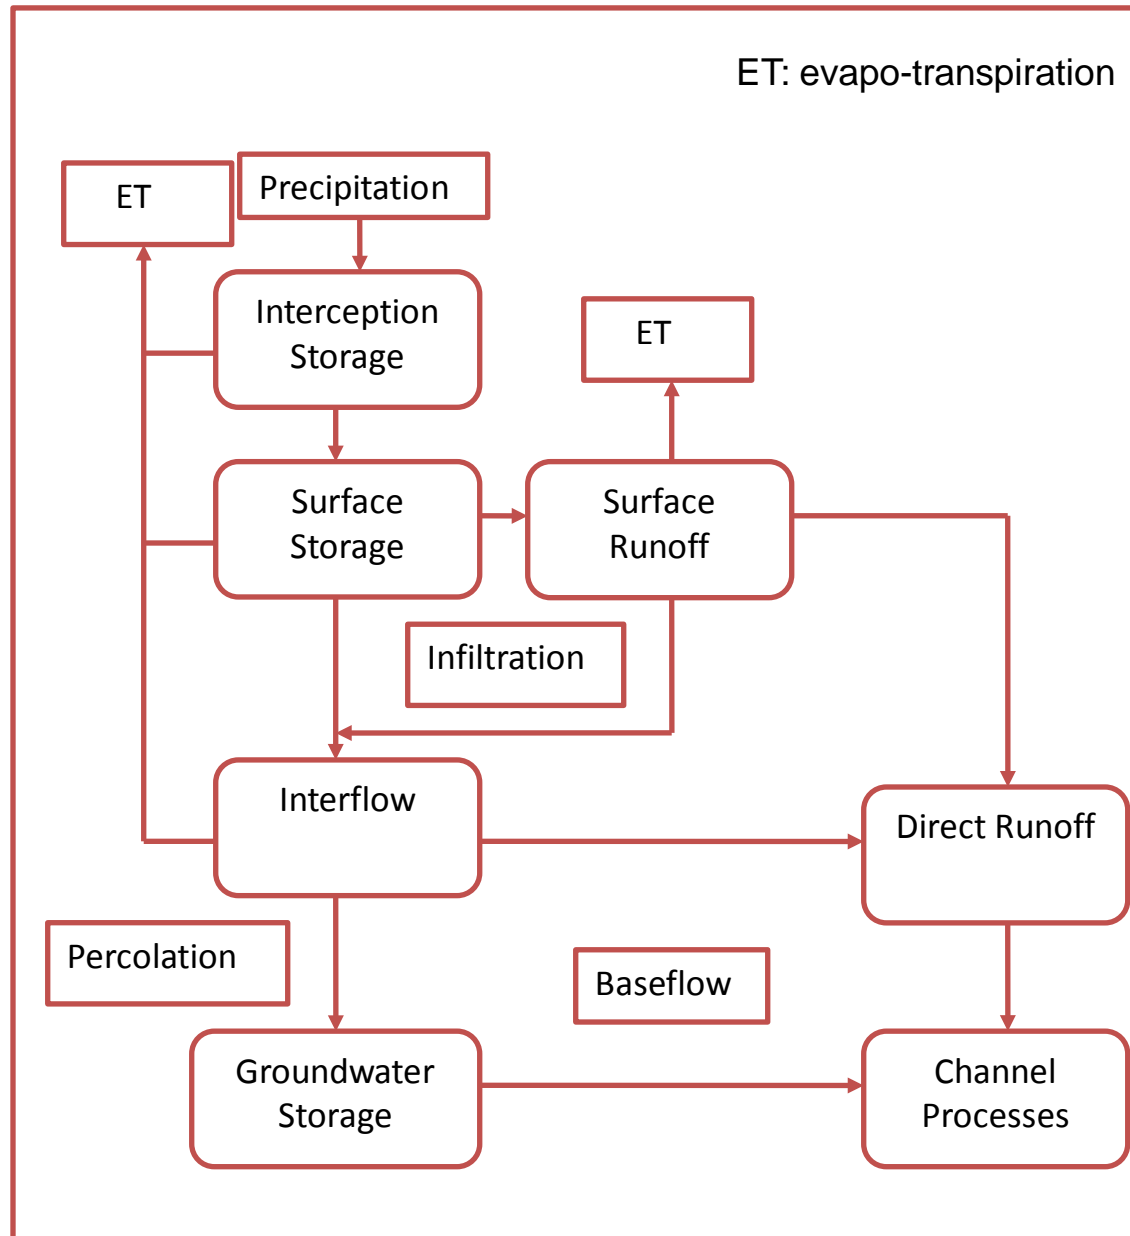 ET: evapo-transpiration
ET
Precipitation
Interception
Storage
ET
Surface
Storage
Surface
Runoff
Infiltration
Interflow
Direct Runoff
Percolation
Baseflow
Groundwater
Storage
Channel
Processes